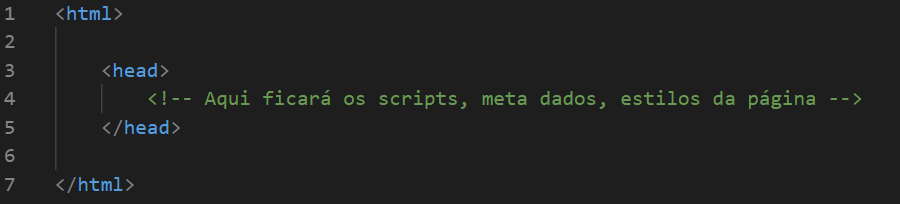 1 <html>
2
3 <head>
4 <!-- Aqui ficará os scripts, meta dados, estilos da página -->
5 </head>
6
7 </html>